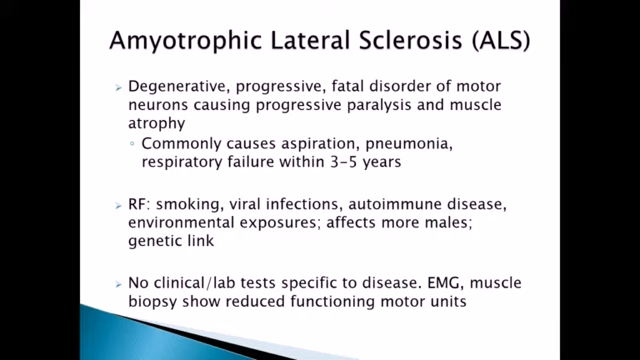 Amyotrophic Lateral Sclerosis (ALS)
Degenerative, progressive, fatal disorder of motor
neurons causing progressive paralysis and muscle
atrophy
Commonly causes aspiration, pneumonia,
respiratory failure within 3-5 years
RF: smoking, viral infections, autoimmune disease,
environmental exposures; affects more males;
genetic link
No clinical/lab tests specific to disease. EMG, muscle
biopsy show reduced functioning motor units